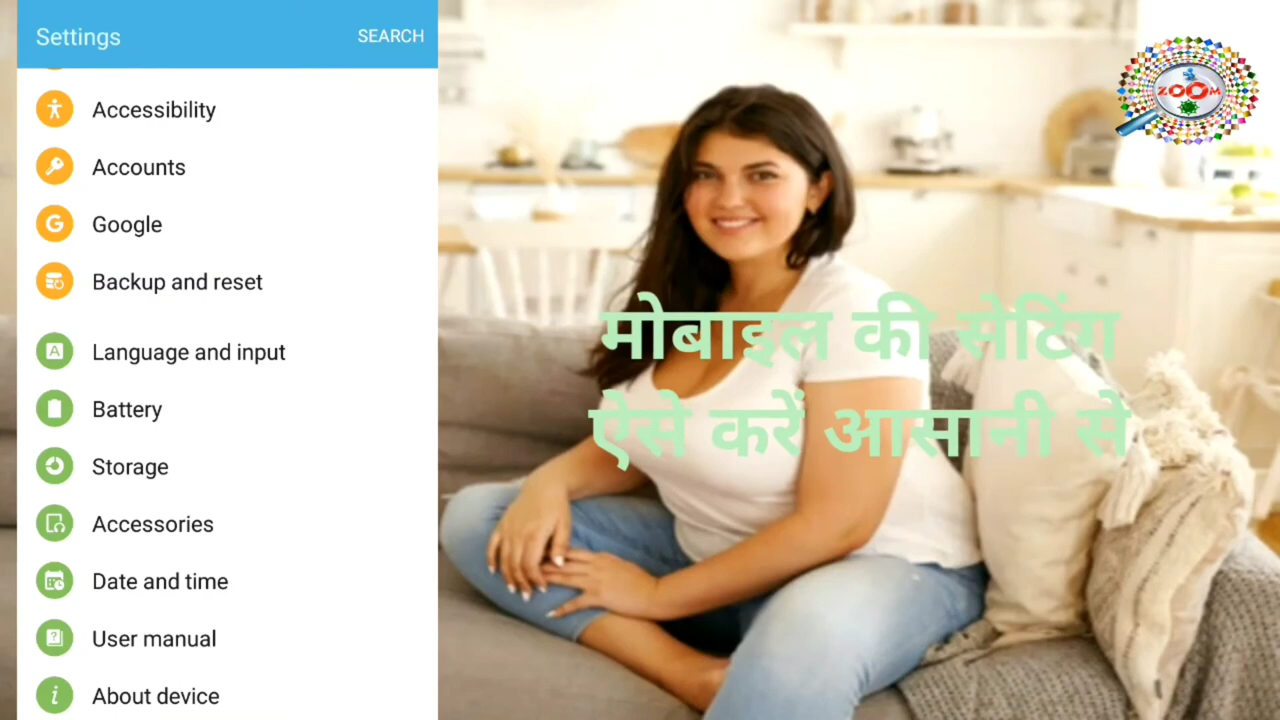 Settings
SEARCH
Accessibility
Accounts
Google
Backup and reset
Language and input
Battery
Storage
Accessories
Date and time
User manual
About device
ZOOM
मोबाइल की सेटिंग
ऐसे करें आसानी से